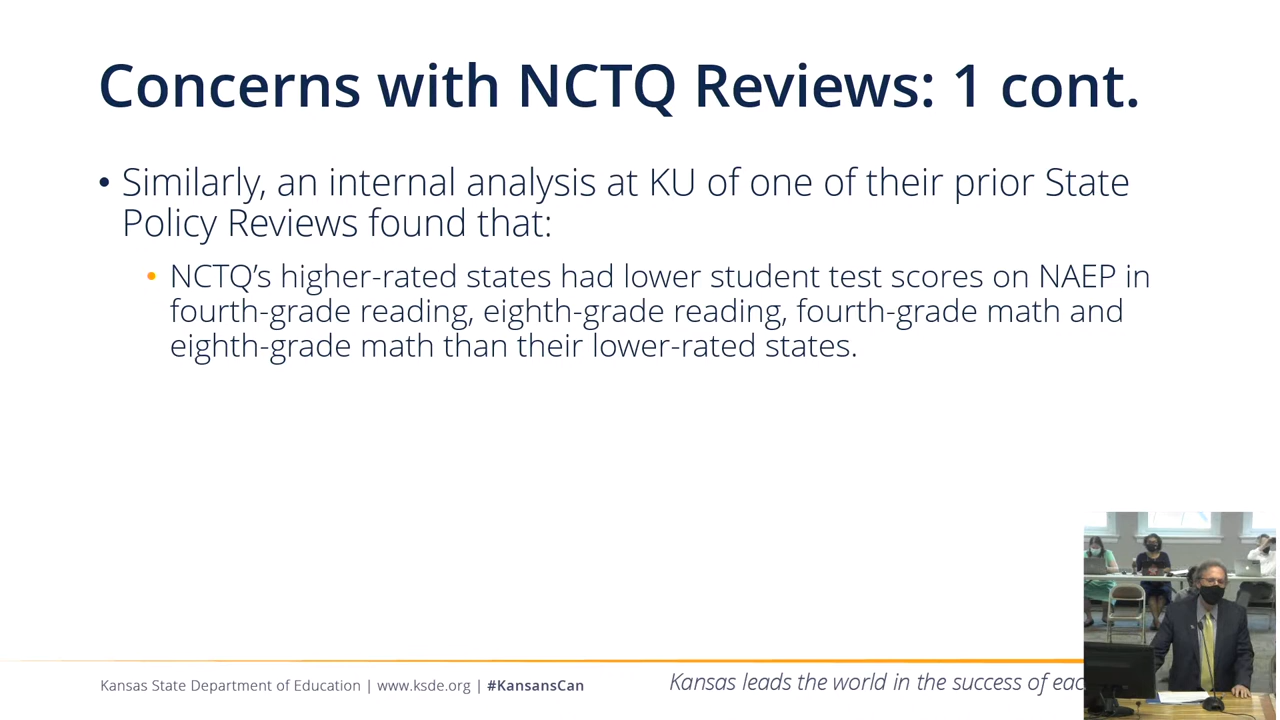 Concerns with NCTQ Reviews: 1 cont.
• Similarly, an internal analysis at KU of one of their prior State
Policy Reviews found that:
• NCTQ’s higher-rated states had lower student test scores on NAEP in
fourth-grade reading, eighth-grade reading, fourth-grade math and
eighth-grade math than their lower-rated states.
Kansas State Department of Education | www.ksde.org | #KansansCan
Kansas leads the world in the success of